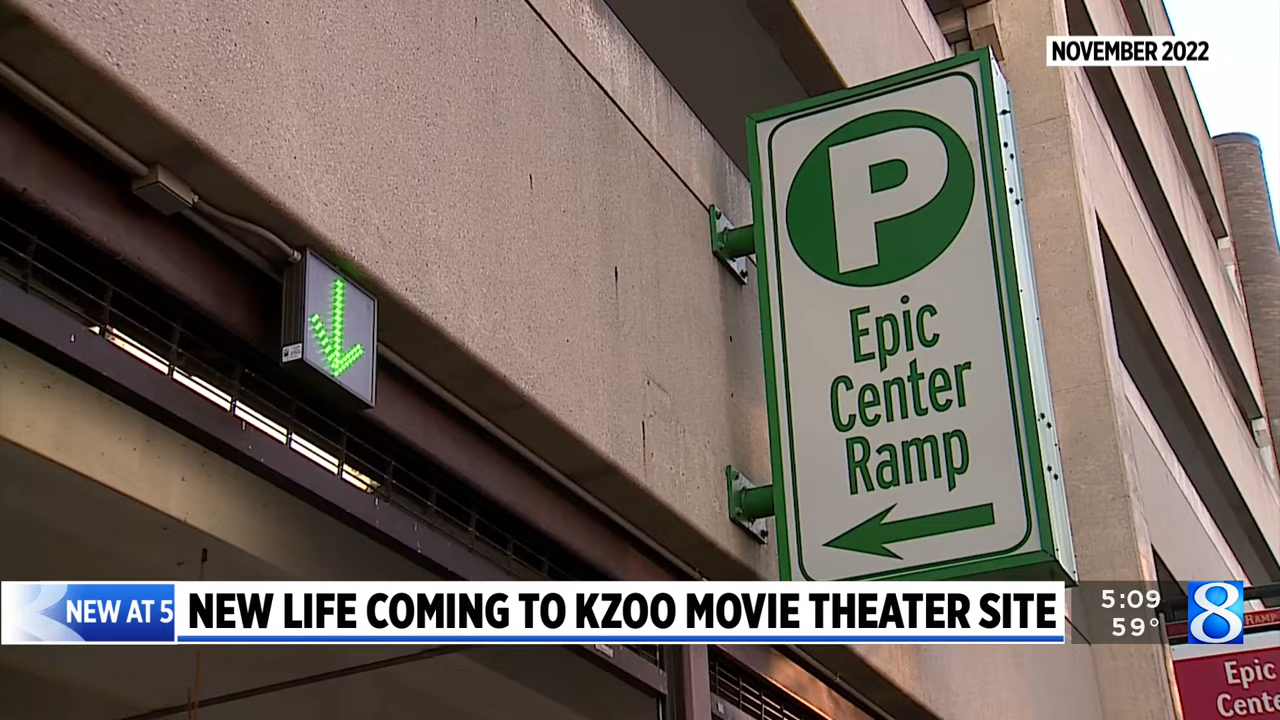 NOVEMBER 2022
P
Epic
Center
Ramp
NEW AT 5
NEW LIFE COMING TO KZOO MOVIE THEATER SITE
5:09
59°
8
RAMP
Epic